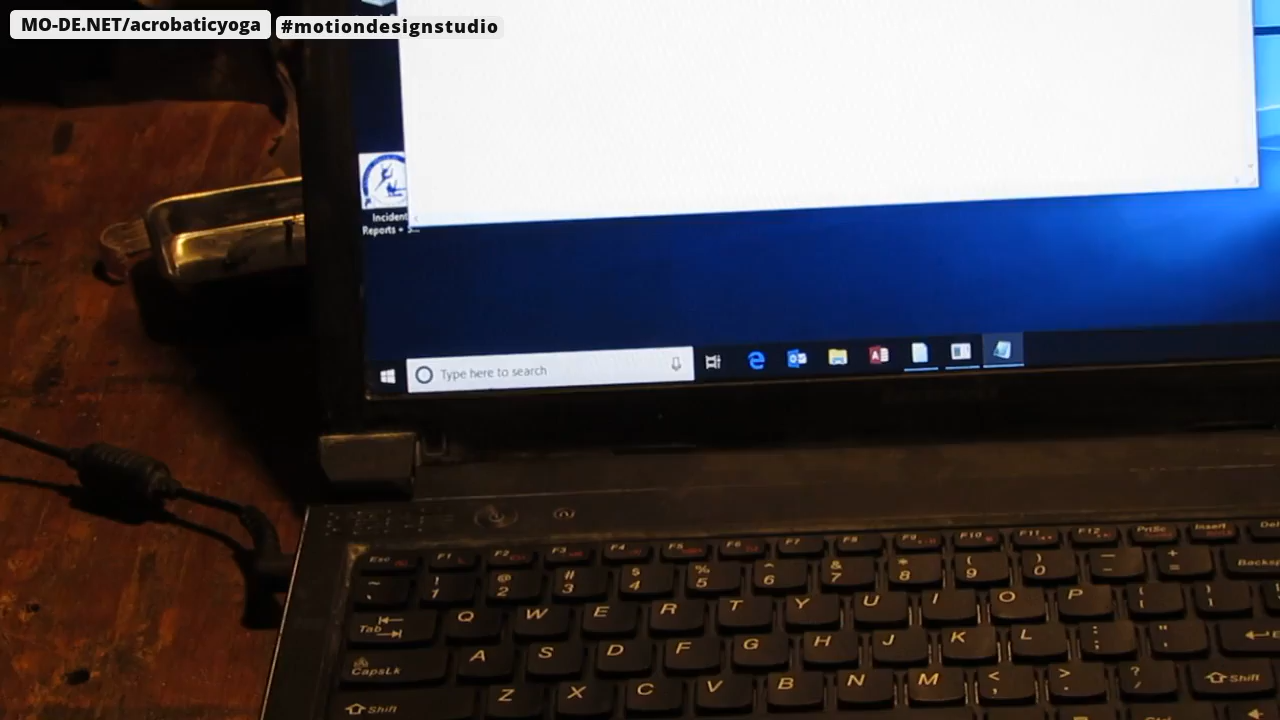 MO-DE.NET/acrobaticyoga #motiondesignstudio
Incident
Reports + S...
Type here to search
Esc F1 F2 F3 F4 F5 F6 F7 F8 F9 F10 F11 F12 PrtSc Insert
~ ! @ # $ % ^ & * ( ) _ +
` 1 2 3 4 5 6 7 8 9 0 - = Backsp
Tab Q W E R T Y U I O P { }
[ ]
CapsLk A S D F G H J K L : "
; '
Shift Z X C V B N M < > ? Shift
, . /